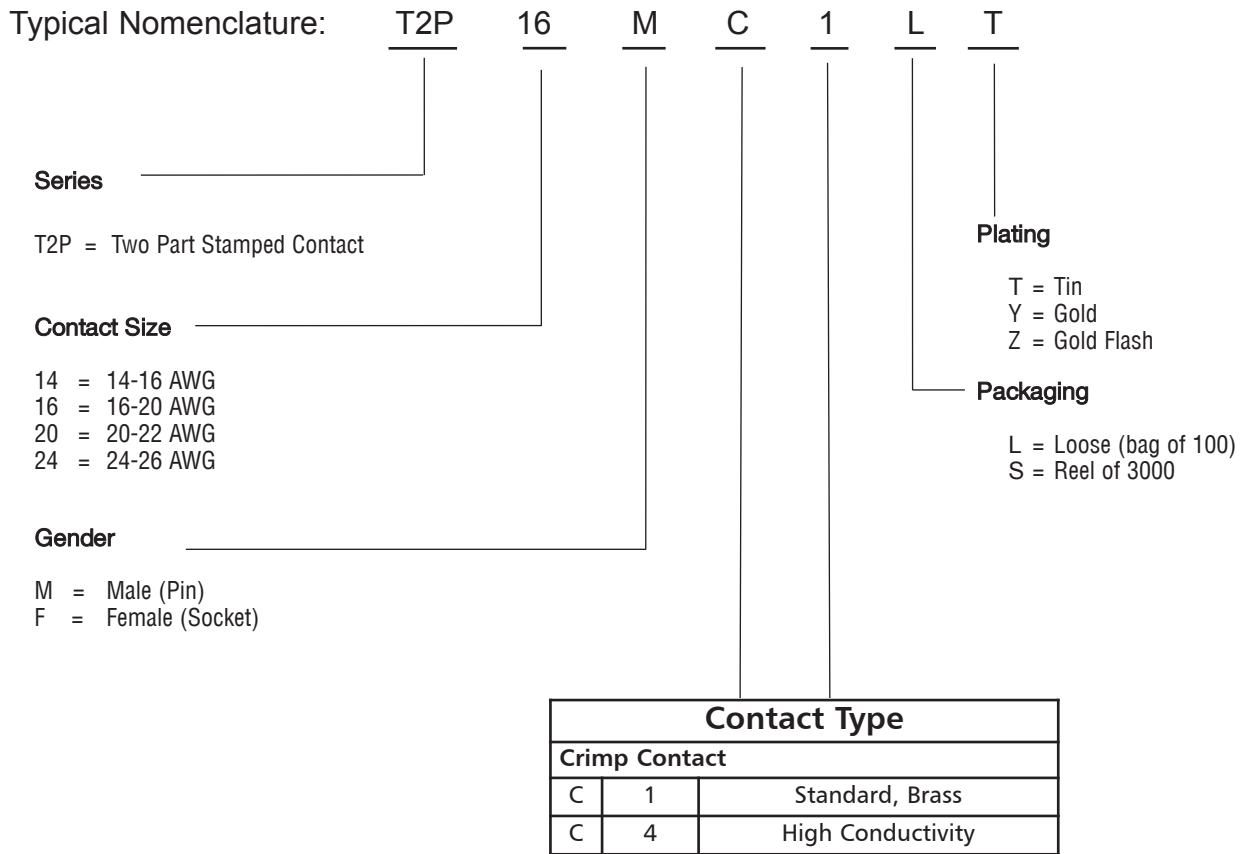 Typical Nomenclature: T2P 16 M C 1 L T
Series
T2P = Two Part Stamped Contact
Contact Size
14 = 14-16 AWG
16 = 16-20 AWG
20 = 20-22 AWG
24 = 24-26 AWG
Gender
M = Male (Pin)
F = Female (Socket)
Plating
T = Tin
Y = Gold
Z = Gold Flash
Packaging
L = Loose (bag of 100)
S = Reel of 3000
Contact Type
Crimp Contact
C 1 Standard, Brass
C 4 High Conductivity